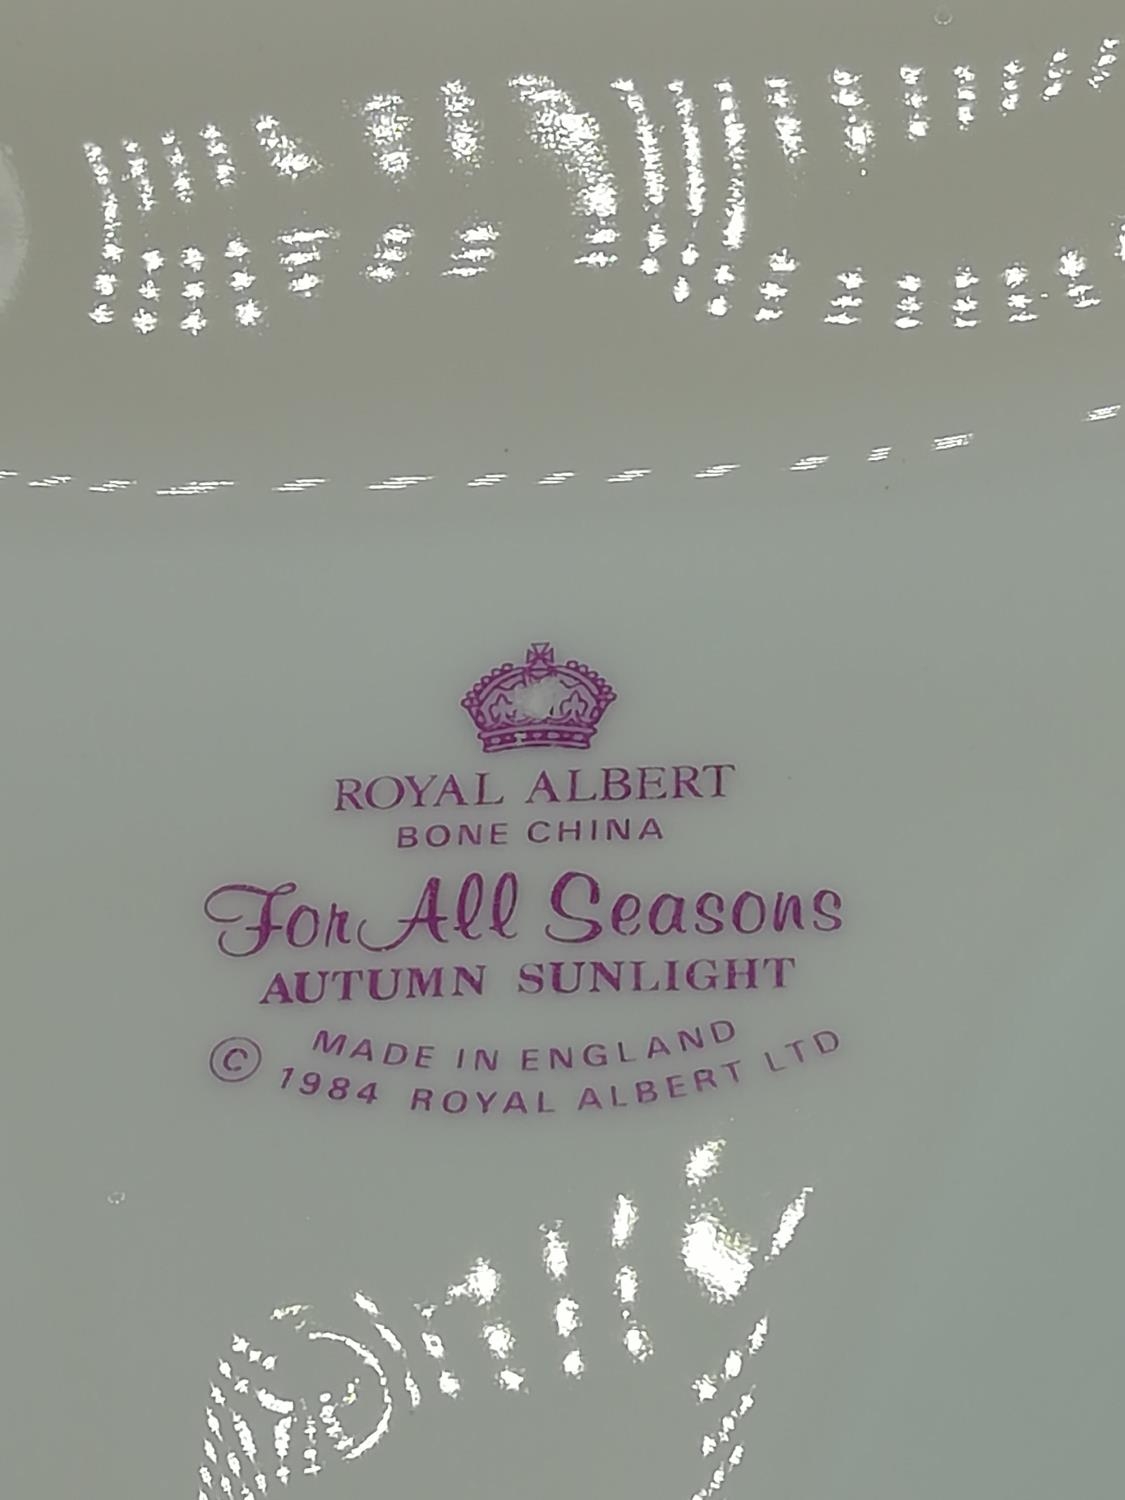 ROYAL ALBERT
BONE CHINA
For All Seasons
AUTUMN SUNLIGHT
MADE IN ENGLAND
© 1984 ROYAL ALBERT LTD